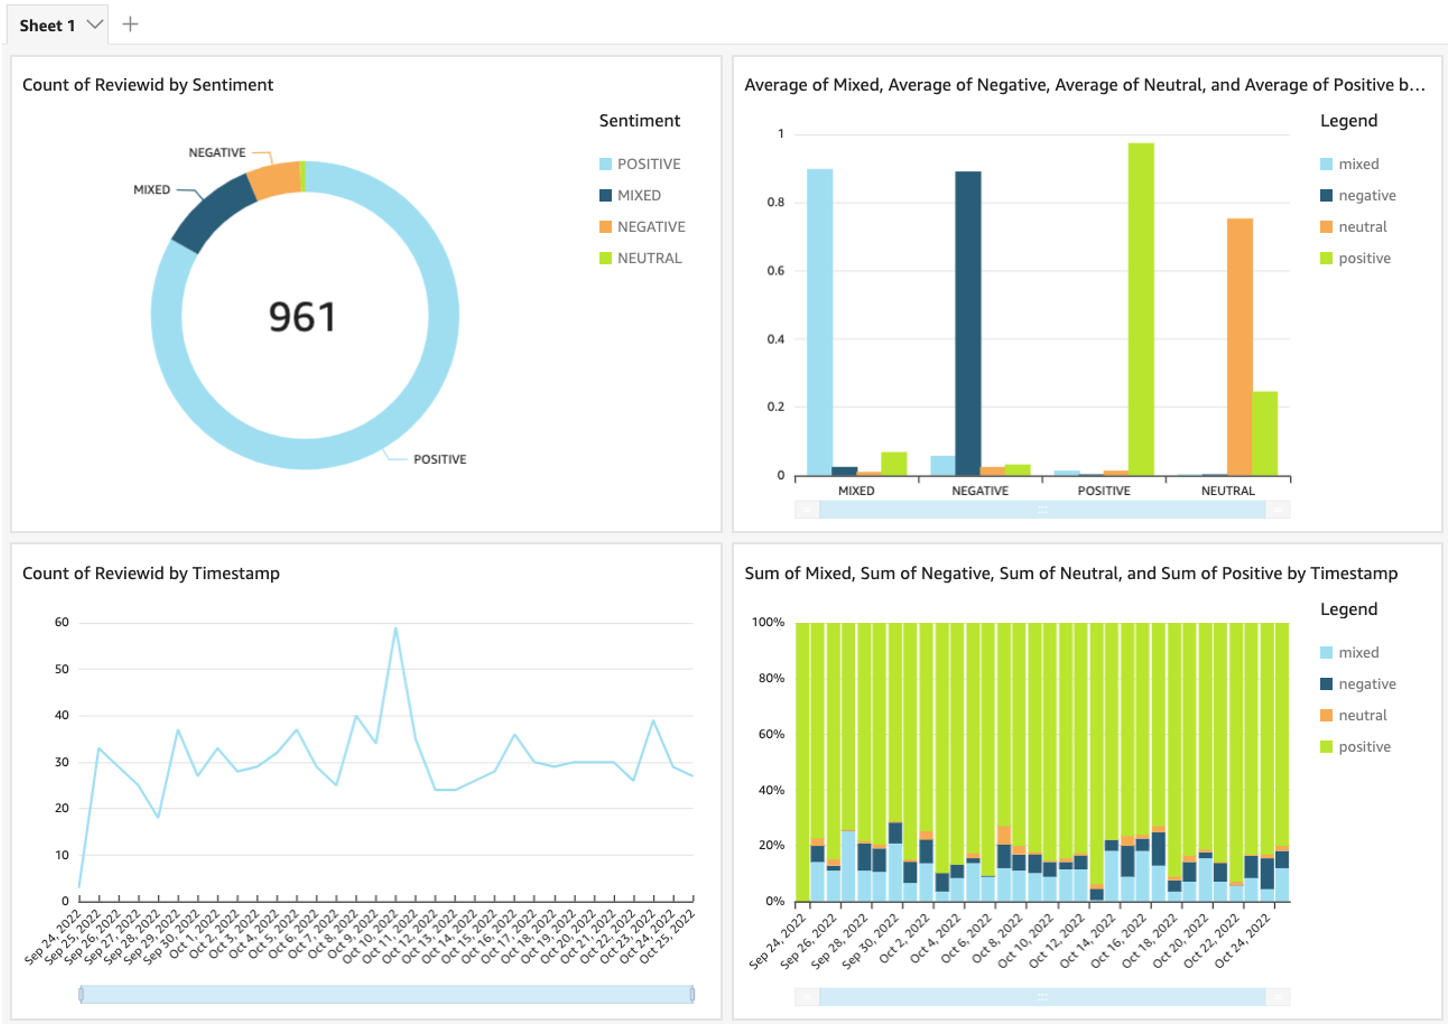 Sheet 1
Count of Reviewid by Sentiment
Sentiment
POSITIVE
MIXED
NEGATIVE
NEUTRAL
NEGATIVE
MIXED
961
POSITIVE
Average of Mixed, Average of Negative, Average of Neutral, and Average of Positive b...
Legend
mixed
negative
neutral
positive
1
0.8
0.6
0.4
0.2
0
MIXED NEGATIVE POSITIVE NEUTRAL
Count of Reviewid by Timestamp
60
50
40
30
20
10
0
Sep 24, 2022
Sep 25, 2022
Sep 26, 2022
Sep 27, 2022
Sep 28, 2022
Sep 29, 2022
Sep 30, 2022
Oct 1, 2022
Oct 2, 2022
Oct 3, 2022
Oct 4, 2022
Oct 5, 2022
Oct 6, 2022
Oct 7, 2022
Oct 8, 2022
Oct 9, 2022
Oct 10, 2022
Oct 11, 2022
Oct 12, 2022
Oct 13, 2022
Oct 14, 2022
Oct 15, 2022
Oct 16, 2022
Oct 17, 2022
Oct 18, 2022
Oct 19, 2022
Oct 20, 2022
Oct 21, 2022
Oct 22, 2022
Oct 23, 2022
Oct 24, 2022
Oct 25, 2022
Sum of Mixed, Sum of Negative, Sum of Neutral, and Sum of Positive by Timestamp
Legend
mixed
negative
neutral
positive
100%
80%
60%
40%
20%
0%
Sep 24, 2022
Sep 26, 2022
Sep 28, 2022
Sep 30, 2022
Oct 2, 2022
Oct 4, 2022
Oct 6, 2022
Oct 8, 2022
Oct 10, 2022
Oct 12, 2022
Oct 14, 2022
Oct 16, 2022
Oct 18, 2022
Oct 20, 2022
Oct 22, 2022
Oct 24, 2022